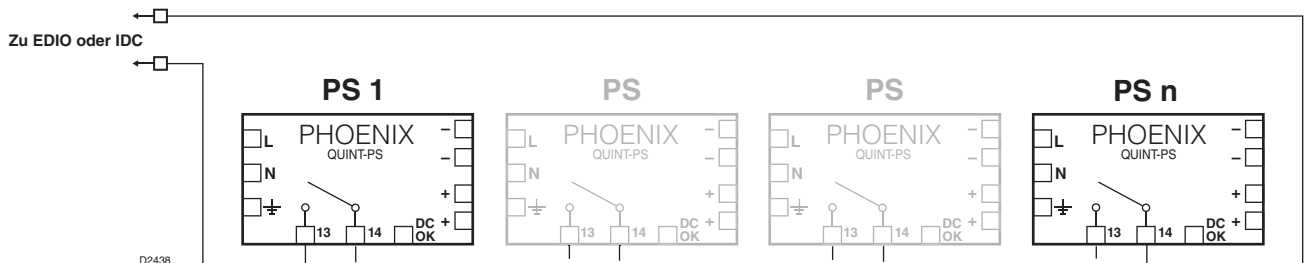 Zu EDIO oder IDC
PS 1
PS
PS
PS n
L
PHOENIX
QUINT-PS
–
–
N
+
13
14
DC
OK
+
L
PHOENIX
QUINT-PS
–
–
N
+
13
14
DC
OK
+
L
PHOENIX
QUINT-PS
–
–
N
+
13
14
DC
OK
+
L
PHOENIX
QUINT-PS
–
–
N
+
13
14
DC
OK
+
D2438